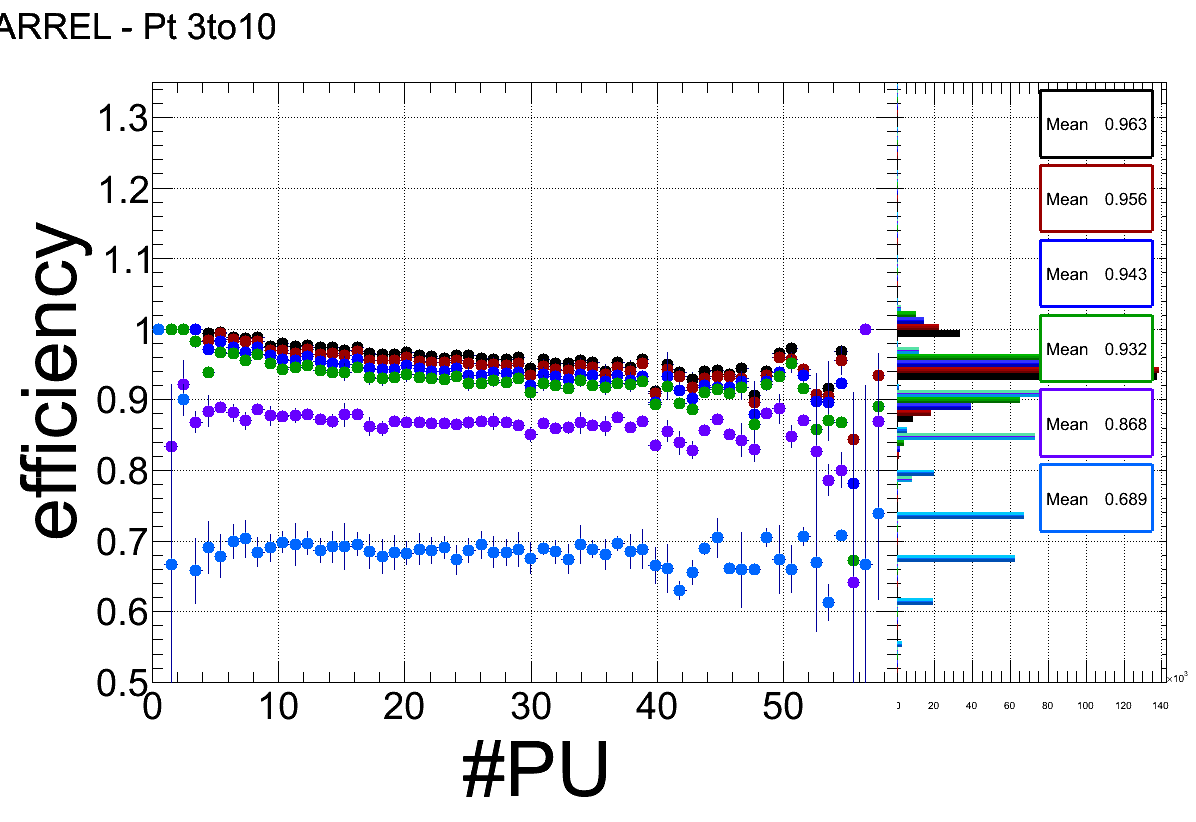 ARREL - Pt 3to10
efficiency
1.3
1.2
1.1
1
0.9
0.8
0.7
0.6
0.5
0 10 20 30 40 50
#PU
Mean 0.963
Mean 0.956
Mean 0.943
Mean 0.932
Mean 0.868
Mean 0.689
20 40 60 80 100 120 140
×10³